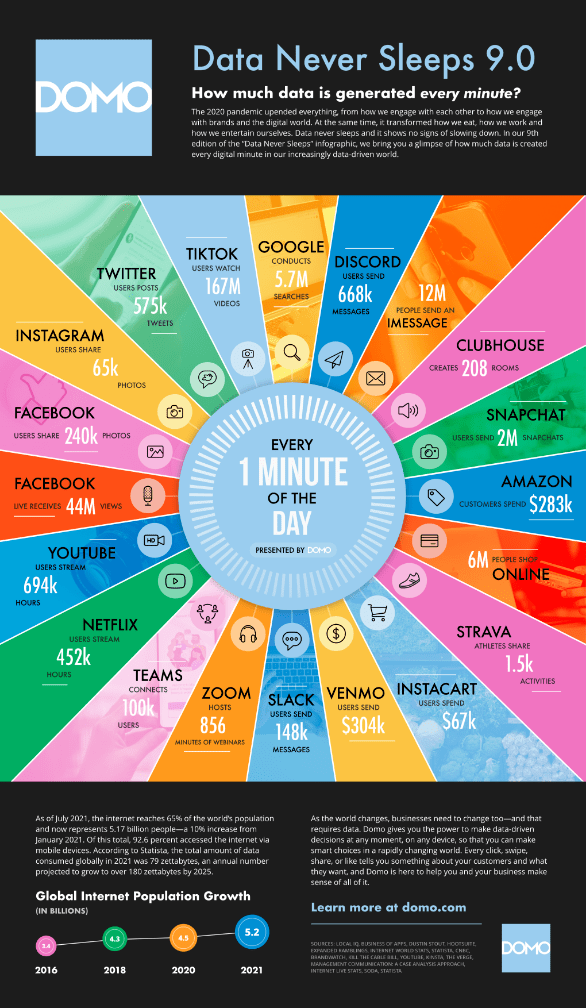 DOMO
Data Never Sleeps 9.0
How much data is generated every minute?
The 2020 pandemic upended everything, from how we engage with each other to how we engage
with brands and the digital world. At the same time, it transformed how we eat, how we work and
how we entertain ourselves. Data never sleeps and it shows no signs of slowing down. In our 9th
edition of the "Data Never Sleeps" infographic, we bring you a glimpse of how much data is created
every digital minute in our increasingly data-driven world.
GOOGLE
CONDUCTS
5.7M
SEARCHES
DISCORD
USERS SEND
668k
MESSAGES
12M
PEOPLE SEND AN
IMESSAGE
CLUBHOUSE
CREATES 208 ROOMS
SNAPCHAT
USERS SEND 2M SNAPCHATS
AMAZON
CUSTOMERS SPEND $283k
6M PEOPLE SHOP
ONLINE
STRAVA
ATHLETES SHARE
1.5k
ACTIVITIES
INSTACART
USERS SPEND
$67k
VENMO
USERS SEND
$304k
SLACK
USERS SEND
148k
MESSAGES
ZOOM
HOSTS
856
MINUTES OF WEBINARS
TEAMS
CONNECTS
100k
USERS
NETFLIX
USERS STREAM
452k
HOURS
YOUTUBE
USERS STREAM
694k
HOURS
HD
FACEBOOK
LIVE RECEIVES 44M VIEWS
FACEBOOK
USERS SHARE 240k PHOTOS
INSTAGRAM
USERS SHARE
65k
PHOTOS
TWITTER
USERS POSTS
575k
TWEETS
TIKTOK
USERS WATCH
167M
VIDEOS
EVERY
1 MINUTE
OF THE
DAY
PRESENTED BY DOMO
As of July 2021, the internet reaches 65% of the world's population
and now represents 5.17 billion people—a 10% increase from
January 2021. Of this total, 92.6 percent accessed the internet via
mobile devices. According to Statista, the total amount of data
consumed globally in 2021 was 79 zettabytes, an annual number
projected to grow to over 180 zettabytes by 2025.
Global Internet Population Growth
(IN BILLIONS)
3.4
4.3
4.5
5.2
2016
2018
2020
2021
As the world changes, businesses need to change too—and that
requires data. Domo gives you the power to make data-driven
decisions at any moment, on any device, so that you can make
smart choices in a rapidly changing world. Every click, swipe,
share, or like tells you something about your customers and what
they want, and Domo is here to help you and your business make
sense of all of it.
Learn more at domo.com
SOURCES: LOCAL IQ, BUSINESS OF APPS, DUSTIN STOUT, HOOTSUITE,
EXPANDED RAMBLINGS, INTERNET WORLD STATS, STATISTA, CNBC,
BRANDWATCH, KILL THE CABLE BILL, YOUTUBE, KINSTA, THE VERGE,
MANAGEMENT COMMUNICATION: A CASE ANALYSIS APPROACH,
INTERNET LIVE STATS, SODA, STATISTA
DOMO